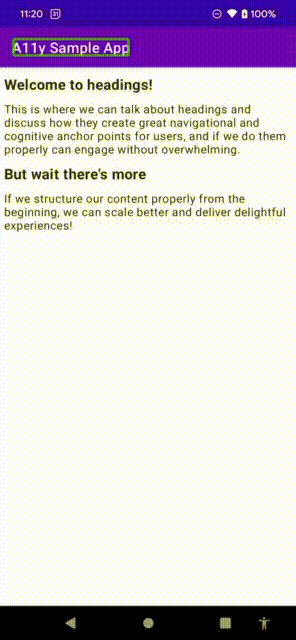 11:20 31 100%
A11y Sample App
Welcome to headings!
This is where we can talk about headings and
discuss how they create great navigational and
cognitive anchor points for users, and if we do them
properly can engage without overwhelming.
But wait there's more
If we structure our content properly from the
beginning, we can scale better and deliver delightful
experiences!